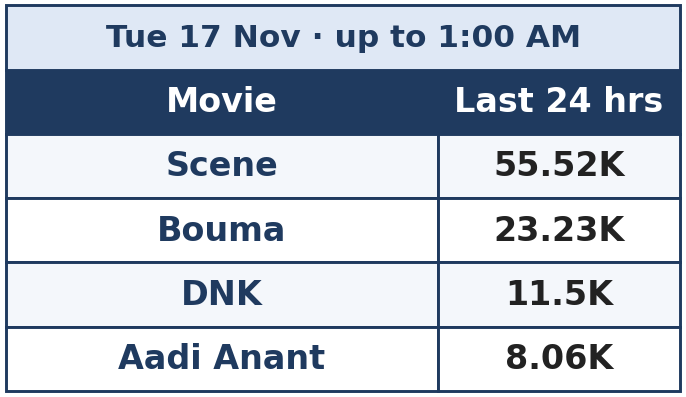 Tue 17 Nov · up to 1:00 AM
Movie Last 24 hrs
Scene 55.52K
Bouma 23.23K
DNK 11.5K
Aadi Anant 8.06K